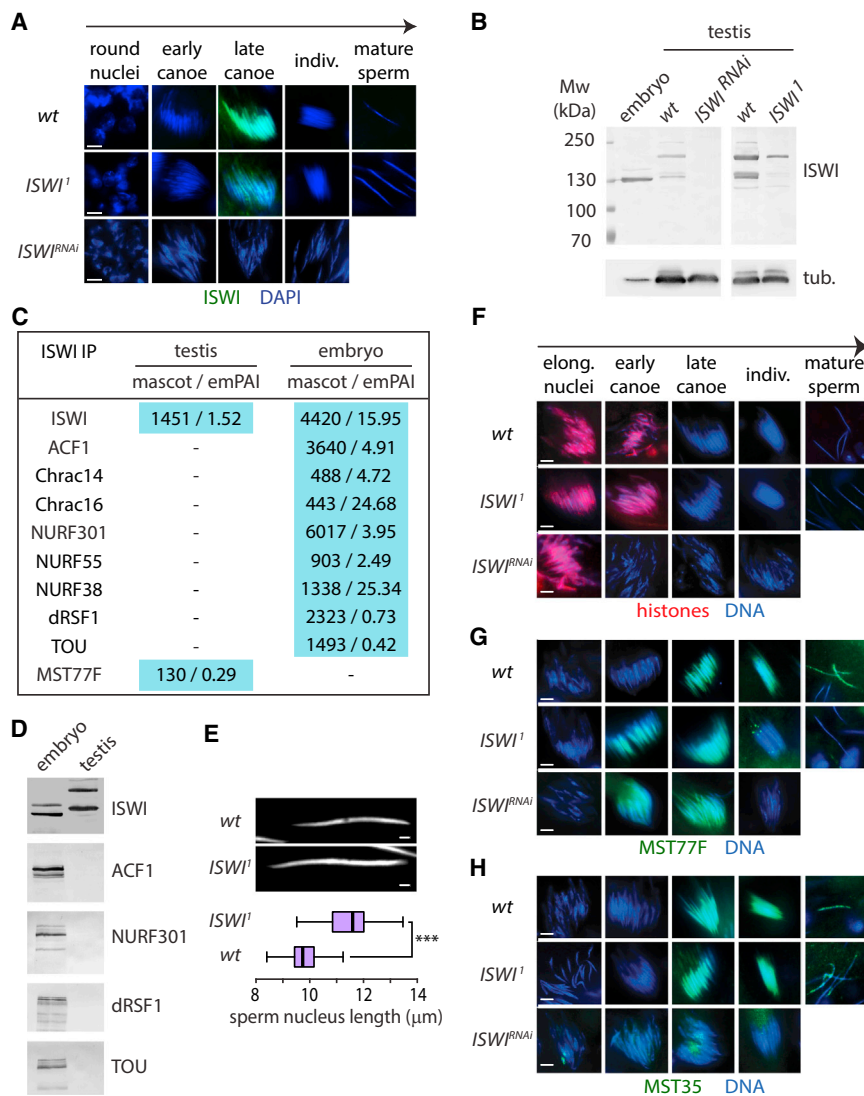 A
round nuclei
early canoe
late canoe
indiv.
mature sperm
wt
ISWI¹
ISWIᴿᴺᴬⁱ
ISWI DAPI
B
testis
Mw (kDa)
embryo
wt
ISWI ᴿᴺᴬⁱ
wt
ISWI¹
250
130
100
70
ISWI
tub.
C
ISWI IP testis embryo
mascot / emPAI mascot / emPAI
ISWI 1451 / 1.52 4420 / 15.95
ACF1 - 3640 / 4.91
Chrac14 - 488 / 4.72
Chrac16 - 443 / 24.68
NURF301 - 6017 / 3.95
NURF55 - 903 / 2.49
NURF38 - 1338 / 25.34
dRSF1 - 2323 / 0.73
TOU - 1493 / 0.42
MST77F 130 / 0.29 -
D
embryo
testis
ISWI
ACF1
NURF301
dRSF1
TOU
E
wt
ISWI¹
ISWI¹
wt
***
8 10 12 14
sperm nucleus length (μm)
F
elong. nuclei
early canoe
late canoe
indiv.
mature sperm
wt
ISWI¹
ISWIᴿᴺᴬⁱ
histones DNA
G
wt
ISWI¹
ISWIᴿᴺᴬⁱ
MST77F DNA
H
wt
ISWI¹
ISWIᴿᴺᴬⁱ
MST35 DNA